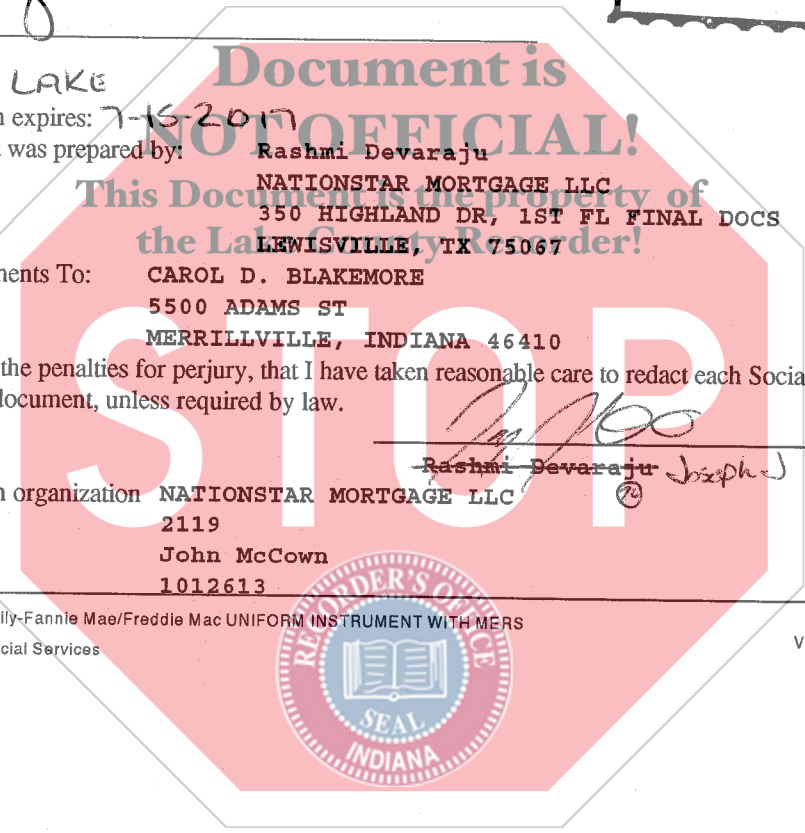 LAKE
Document is
n expires: 7-15-2017
NOT OFFICIAL!
was prepared by: Rashmi Devaraju
This Document is the property of
NATIONSTAR MORTGAGE LLC
350 HIGHLAND DR, 1ST FL FINAL DOCS
the Lake County Recorder!
LEWISVILLE, TX 75067
nents To: CAROL D. BLAKEMORE
5500 ADAMS ST
MERRILLVILLE, INDIANA 46410
STOP
the penalties for perjury, that I have taken reasonable care to redact each Socia
document, unless required by law.
Rashmi Devaraju Joseph J
n organization NATIONSTAR MORTGAGE LLC
2119
John McCown
1012613
ily-Fannie Mae/Freddie Mac UNIFORM INSTRUMENT WITH MERS
cial Services
V
RECORDER'S OFFICE
SEAL
INDIANA